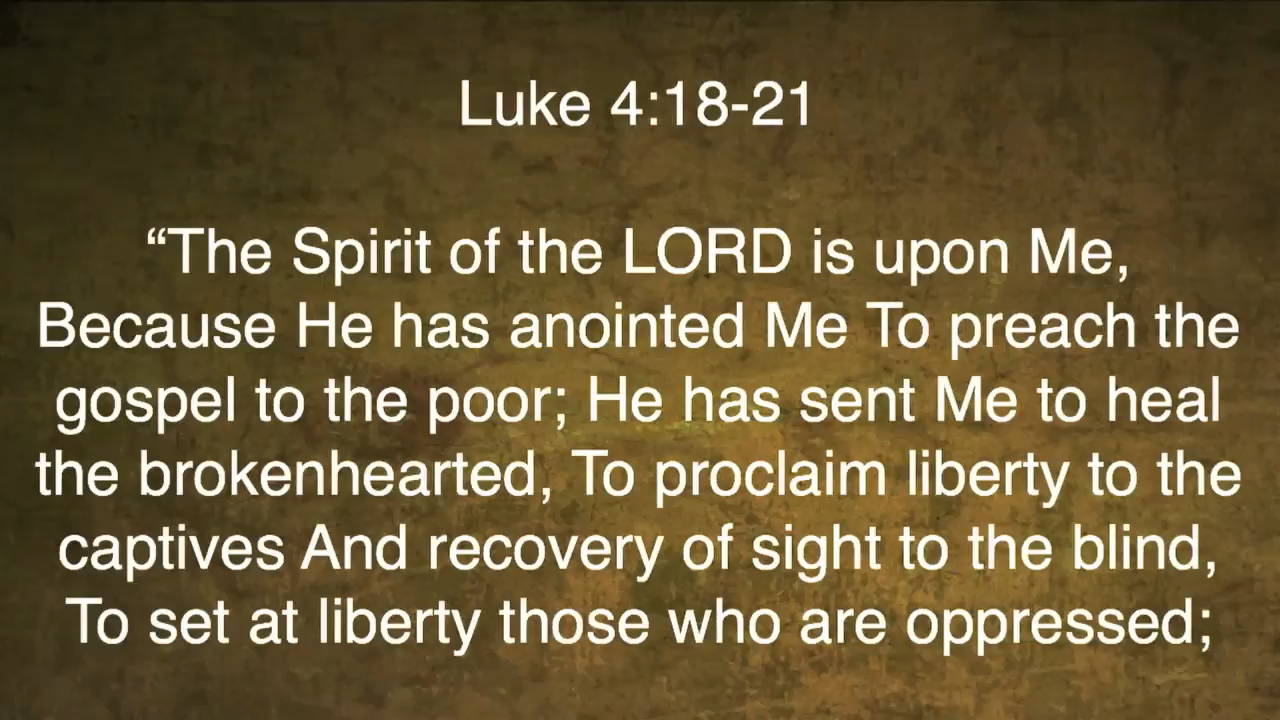 Luke 4:18-21
“The Spirit of the LORD is upon Me,
Because He has anointed Me To preach the
gospel to the poor; He has sent Me to heal
the brokenhearted, To proclaim liberty to the
captives And recovery of sight to the blind,
To set at liberty those who are oppressed;